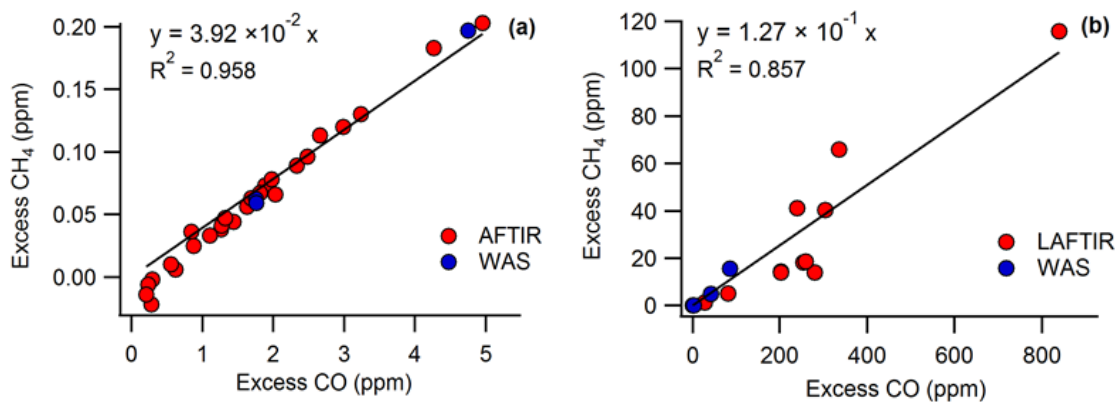 (a)
y = 3.92 ×10⁻² x
R² = 0.958
0.20
0.15
0.10
0.05
0.00
Excess CH₄ (ppm)
AFTIR
WAS
0 1 2 3 4 5
Excess CO (ppm)
(b)
y = 1.27 × 10⁻¹ x
R² = 0.857
120
100
80
60
40
20
0
Excess CH₄ (ppm)
LAFTIR
WAS
0 200 400 600 800
Excess CO (ppm)